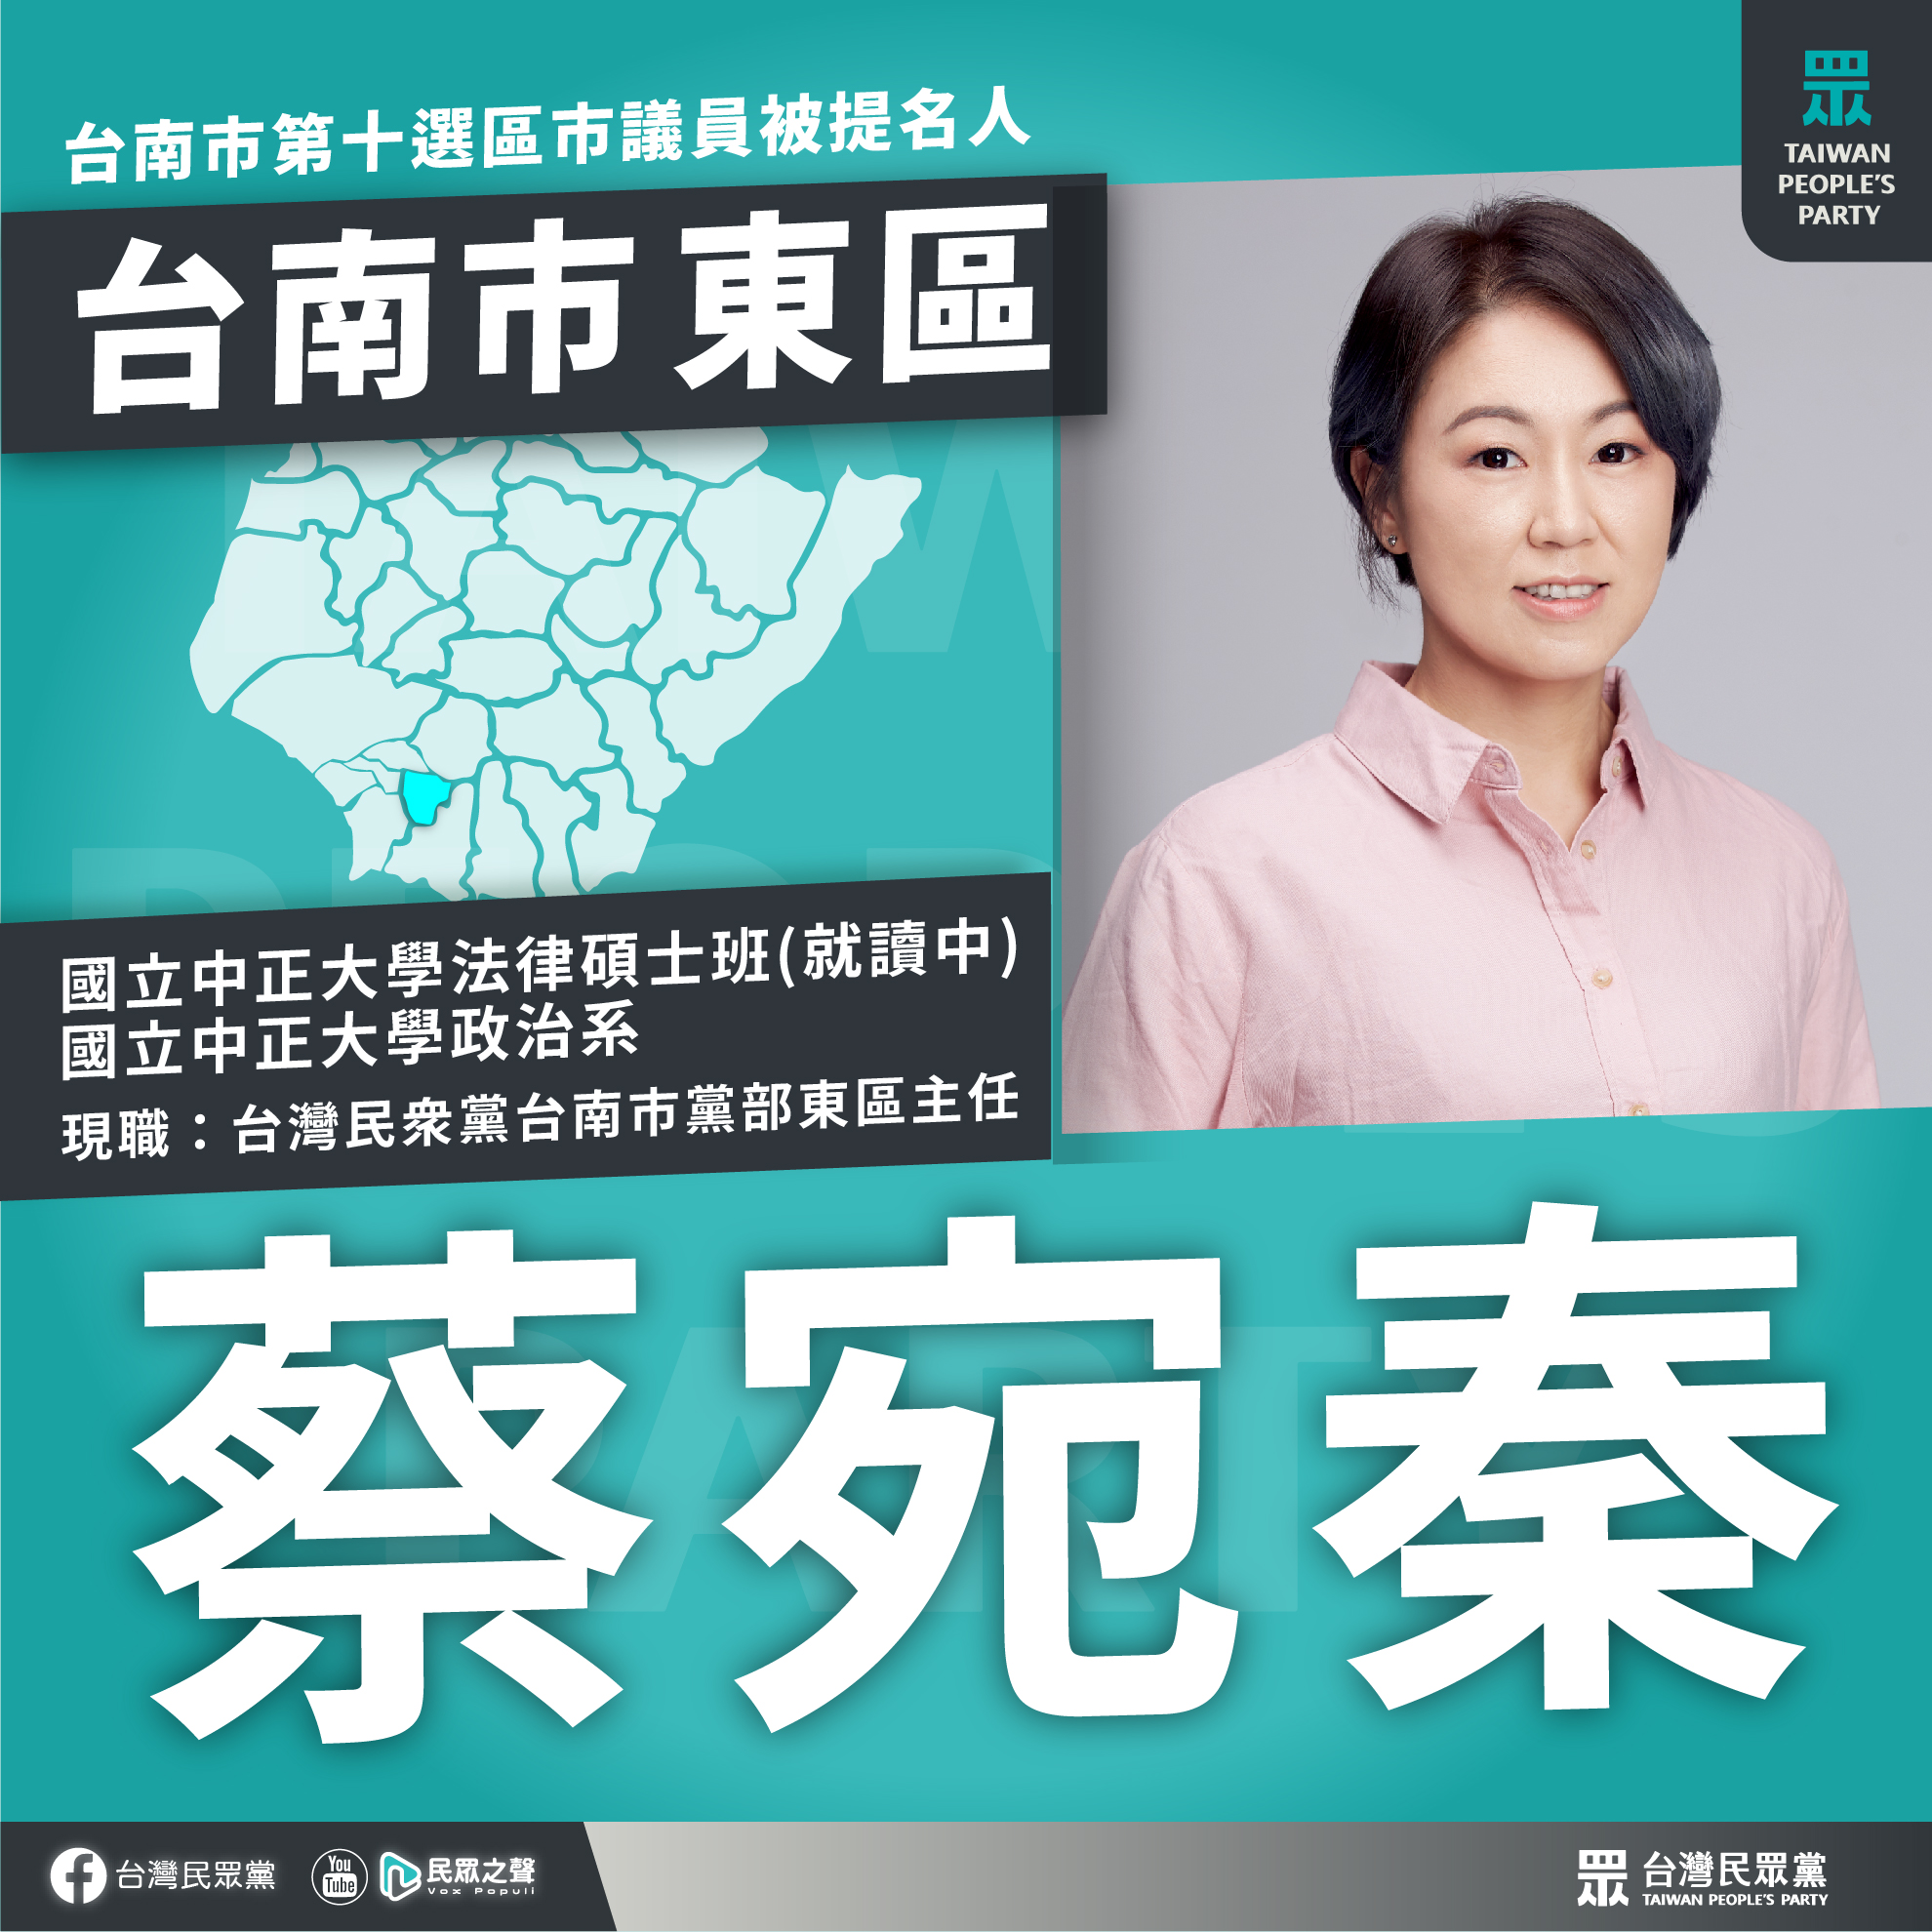 台南市第十選區市議員被提名人
眾
TAIWAN
PEOPLE'S
PARTY
台南市 東區
國立中正大學法律碩士班(就讀中)
國立中正大學政治系
現職：台灣民眾黨台南市黨部東區主任
蔡宛秦
台灣民眾黨
You
Tube
民眾之聲
Vox Populi
眾 台灣民眾黨
TAIWAN PEOPLE'S PARTY